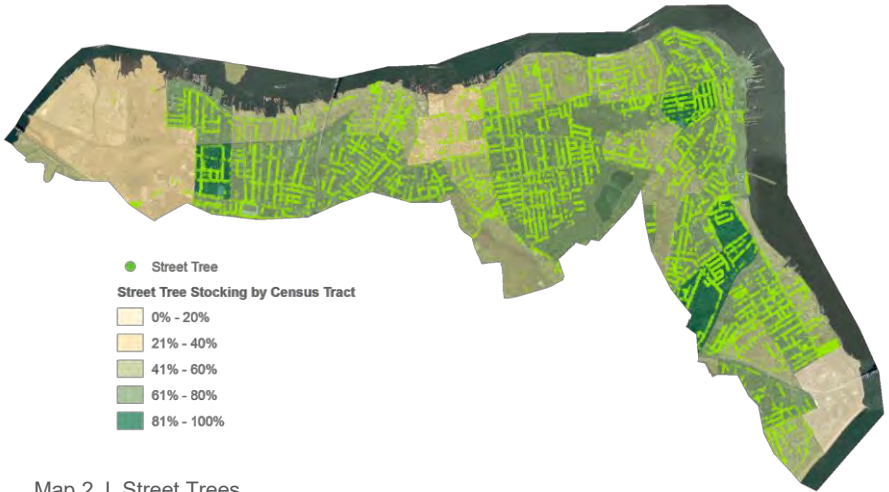 Street Tree
Street Tree Stocking by Census Tract
0% - 20%
21% - 40%
41% - 60%
61% - 80%
81% - 100%
Map 2. | Street Trees